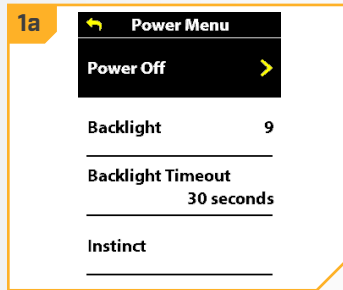 1a
Power Menu
Power Off
Backlight 9
Backlight Timeout
30 seconds
Instinct